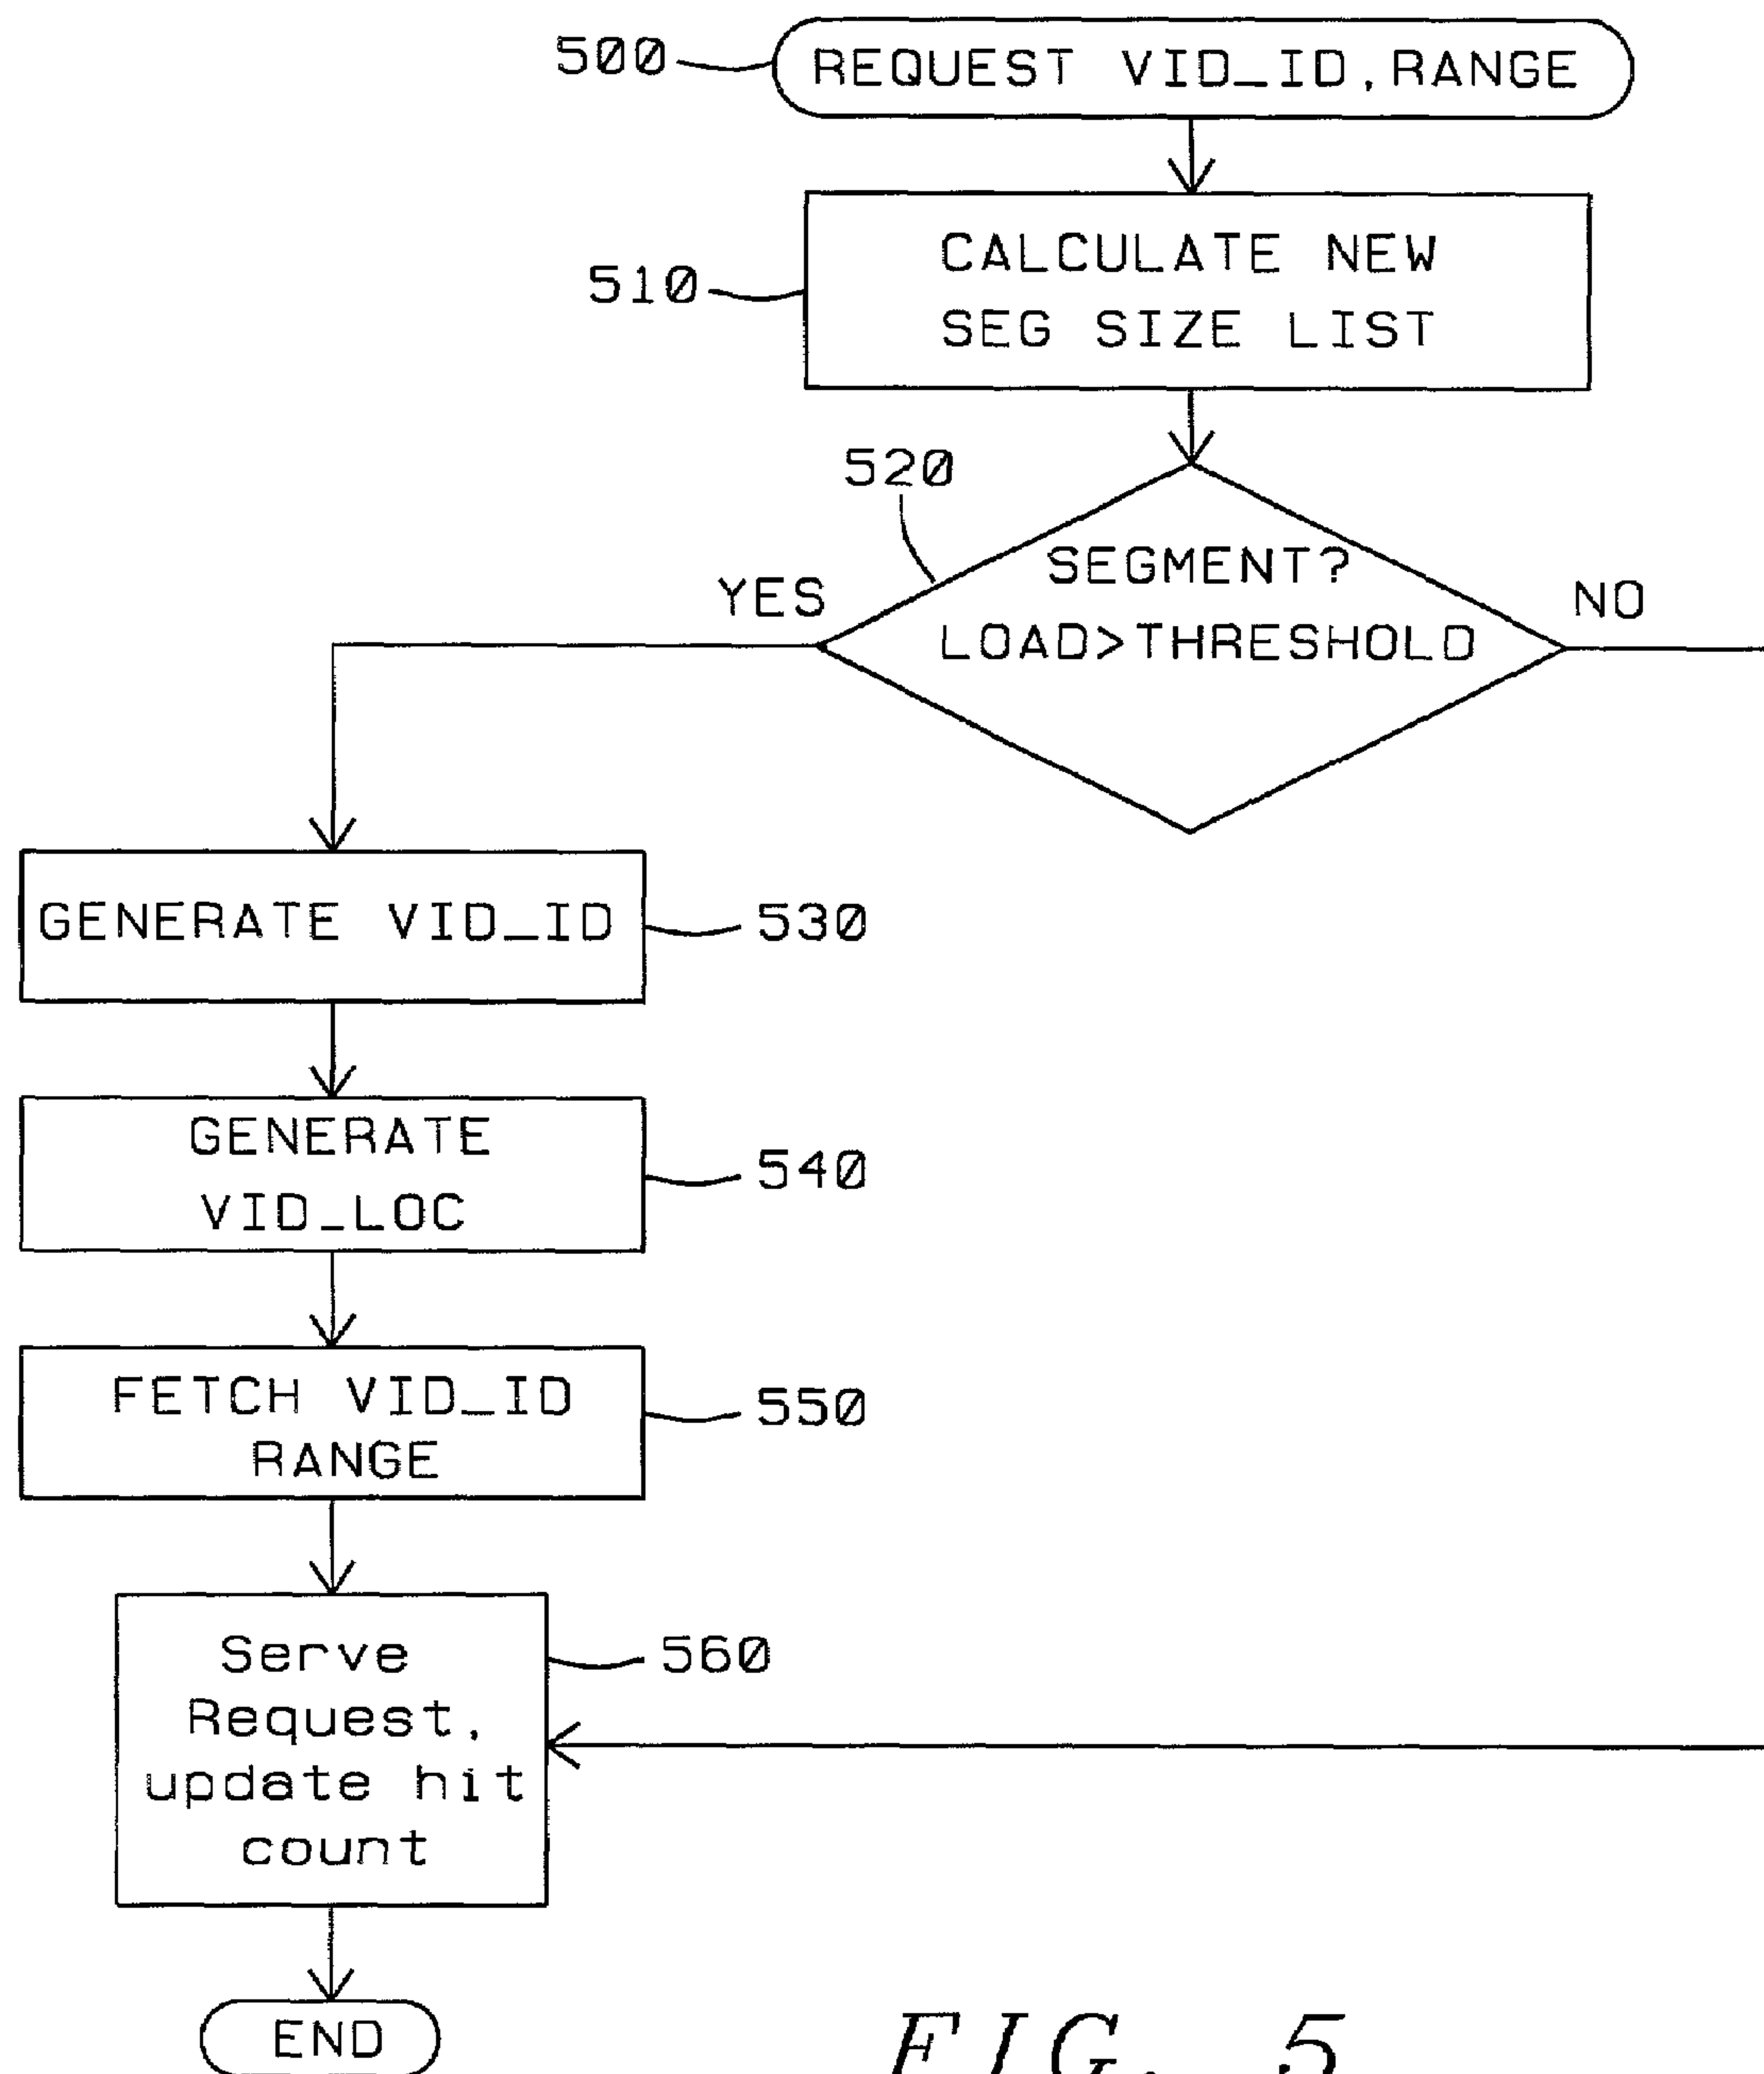 500
REQUEST VID_ID,RANGE
510
CALCULATE NEW
SEG SIZE LIST
520
SEGMENT?
LOAD>THRESHOLD
YES
NO
GENERATE VID_ID
530
GENERATE
VID_LOC
540
FETCH VID_ID
RANGE
550
Serve
Request,
update hit
count
560
END
FIG. 5